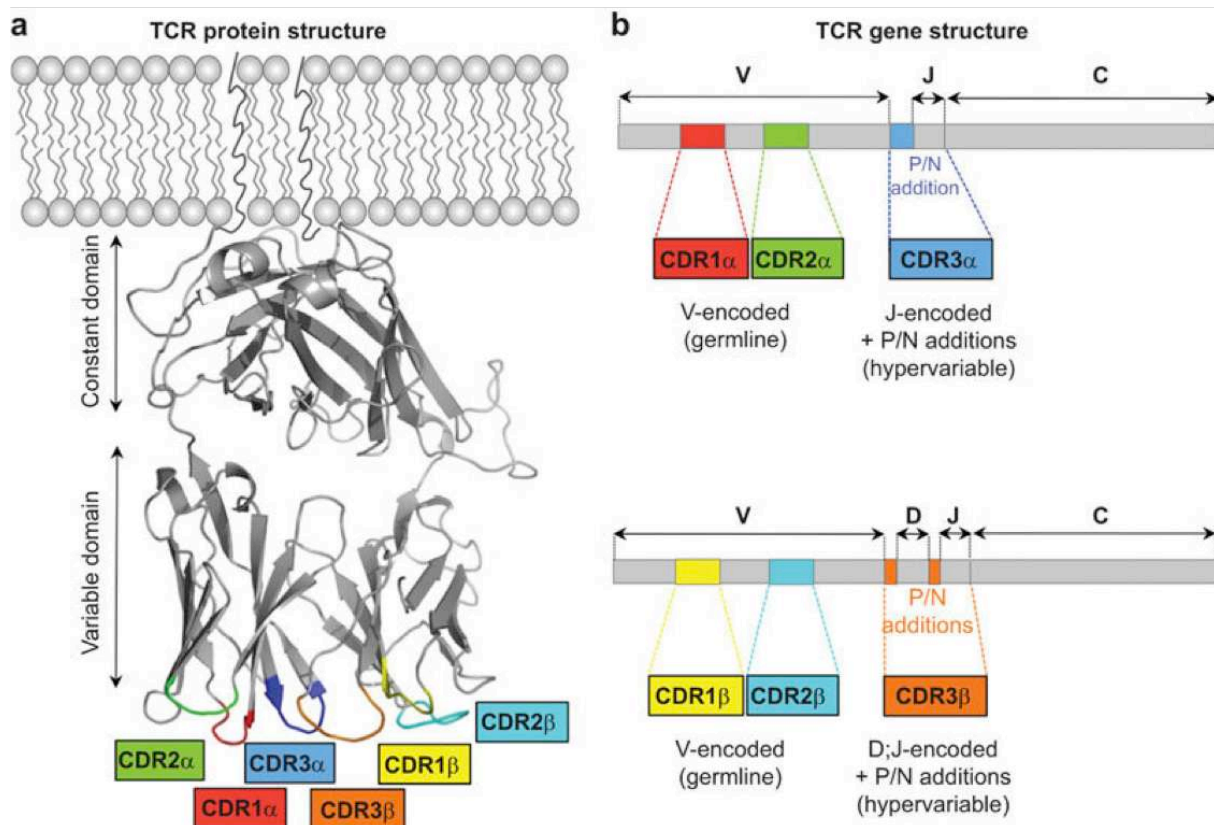 a
TCR protein structure
Constant domain
Variable domain
CDR2α
CDR1α
CDR3α
CDR3β
CDR1β
CDR2β
b
TCR gene structure
V
J
C
P/N
addition
CDR1α
CDR2α
CDR3α
V-encoded
(germline)
J-encoded
+ P/N additions
(hypervariable)
V
D
J
C
P/N
additions
CDR1β
CDR2β
CDR3β
V-encoded
(germline)
D;J-encoded
+ P/N additions
(hypervariable)